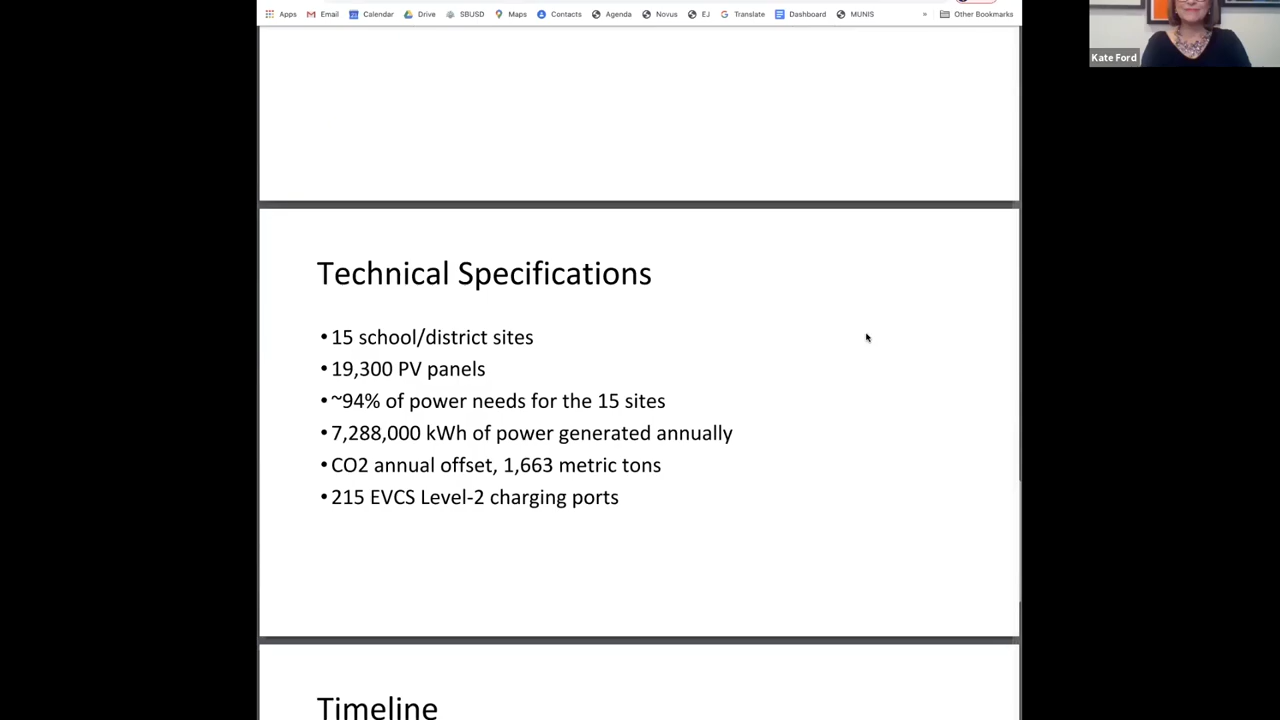 Apps Email Calendar Drive SBUSD Maps Contacts Agenda Novus EJ Translate Dashboard MUNIS » Other Bookmarks
Kate Ford
Technical Specifications
•15 school/district sites
•19,300 PV panels
•~94% of power needs for the 15 sites
•7,288,000 kWh of power generated annually
•CO2 annual offset, 1,663 metric tons
•215 EVCS Level-2 charging ports
Timeline